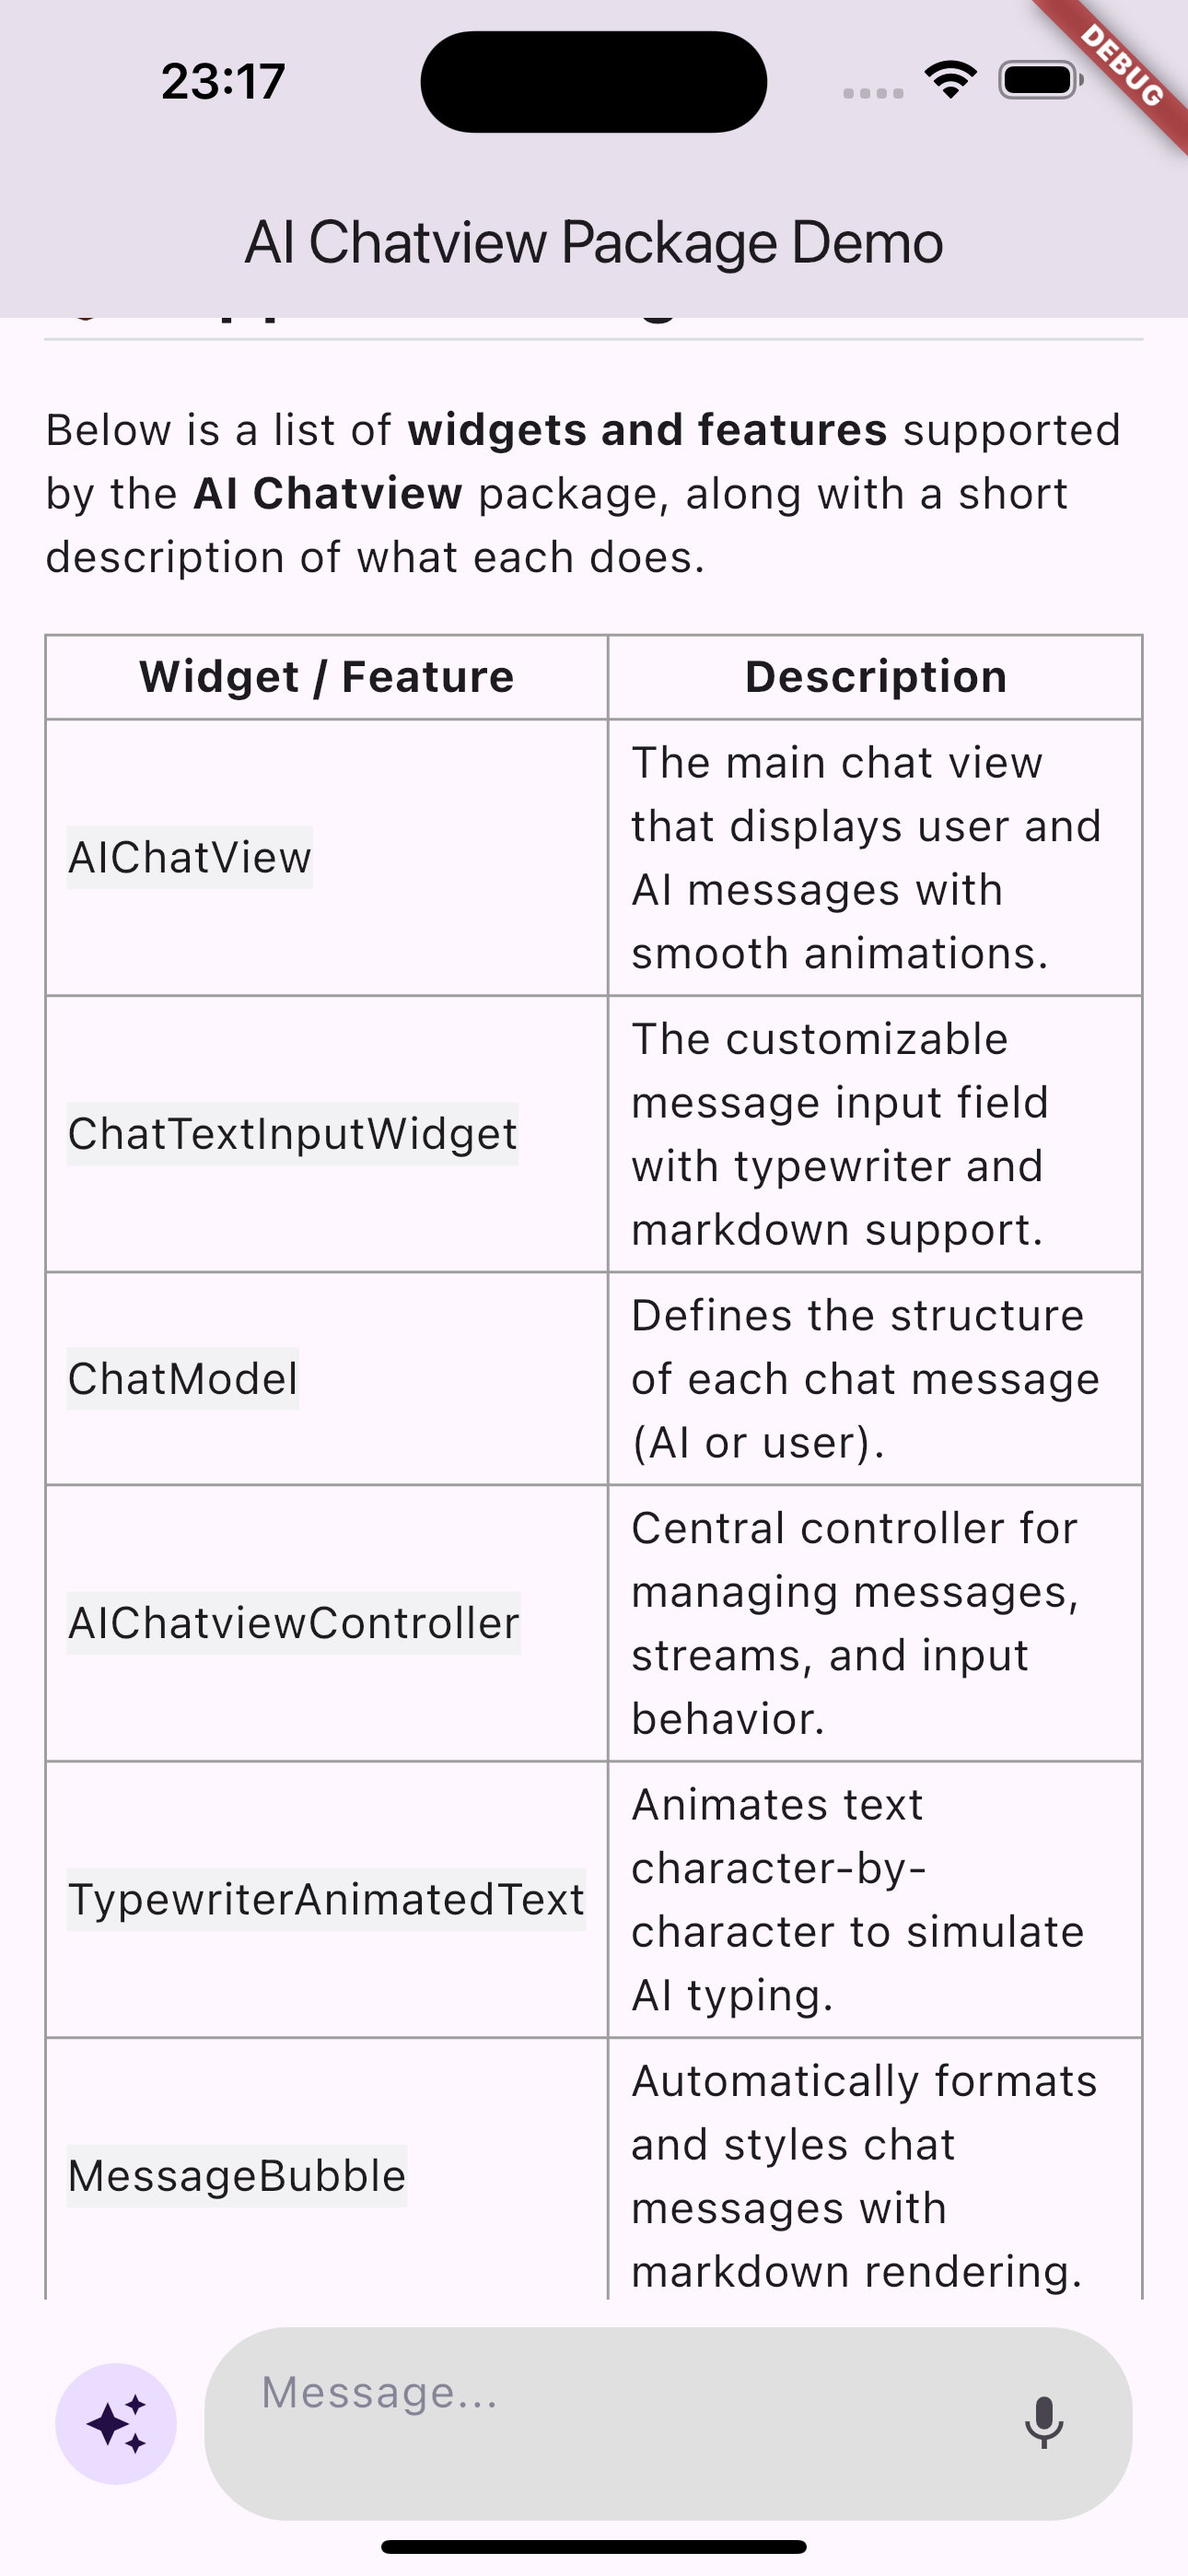 23:17
DEBUG
AI Chatview Package Demo
Below is a list of widgets and features supported
by the AI Chatview package, along with a short
description of what each does.
Widget / Feature
Description
AIChatView
The main chat view
that displays user and
AI messages with
smooth animations.
ChatTextInputWidget
The customizable
message input field
with typewriter and
markdown support.
ChatModel
Defines the structure
of each chat message
(AI or user).
AIChatviewController
Central controller for
managing messages,
streams, and input
behavior.
TypewriterAnimatedText
Animates text
character-by-
character to simulate
AI typing.
MessageBubble
Automatically formats
and styles chat
messages with
markdown rendering.
Message...